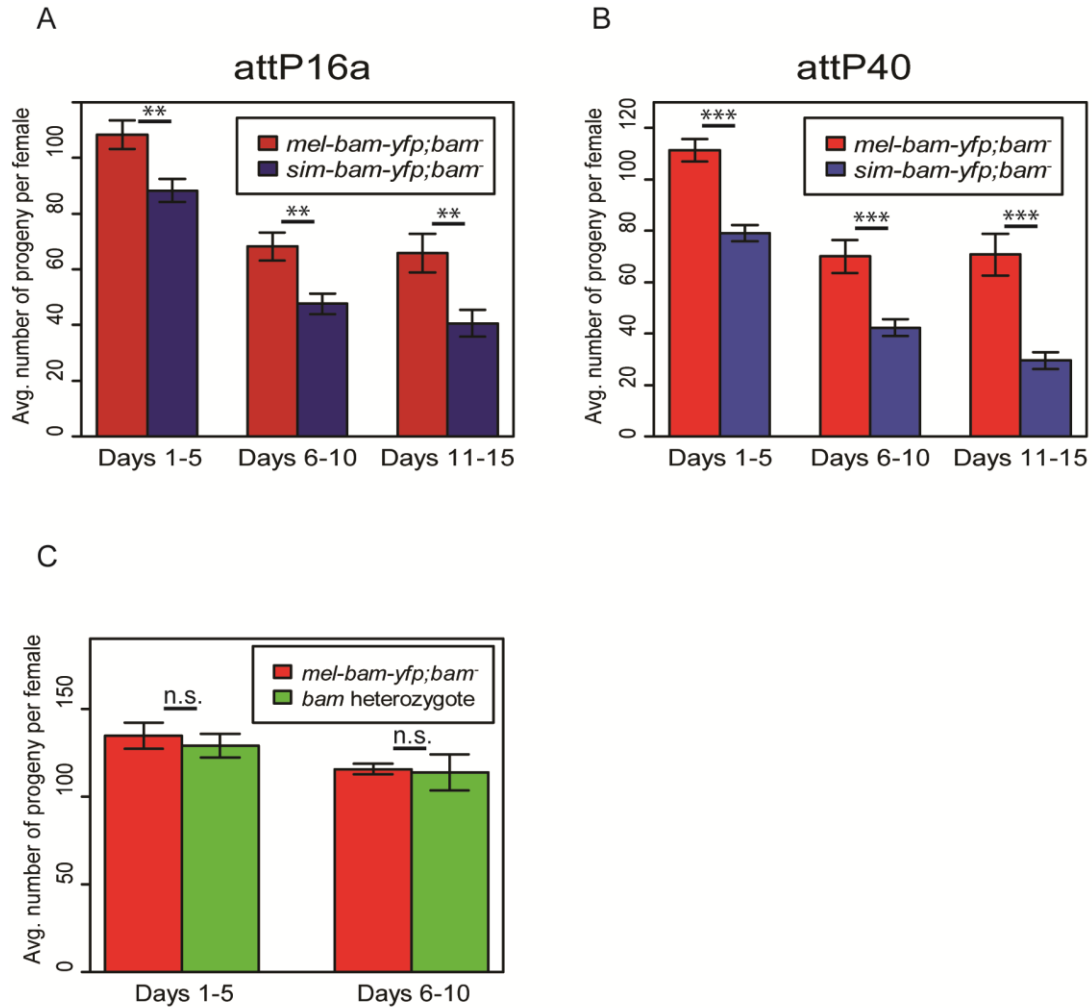 A
attP16a
Avg. number of progeny per female
0 20 40 60 80 100
**
**
**
mel-bam-yfp;bam⁻
sim-bam-yfp;bam⁻
Days 1-5 Days 6-10 Days 11-15
B
attP40
Avg. number of progeny per female
0 20 40 60 80 100 120
***
***
***
mel-bam-yfp;bam⁻
sim-bam-yfp;bam⁻
Days 1-5 Days 6-10 Days 11-15
C
Avg. number of progeny per female
0 50 100 150
n.s.
n.s.
mel-bam-yfp;bam⁻
bam heterozygote
Days 1-5 Days 6-10